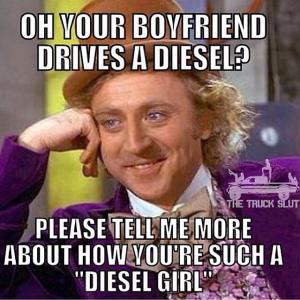 OH YOUR BOYFRIEND
DRIVES A DIESEL?
THE TRUCK SLUT
PLEASE TELL ME MORE
ABOUT HOW YOU'RE SUCH A
"DIESEL GIRL"